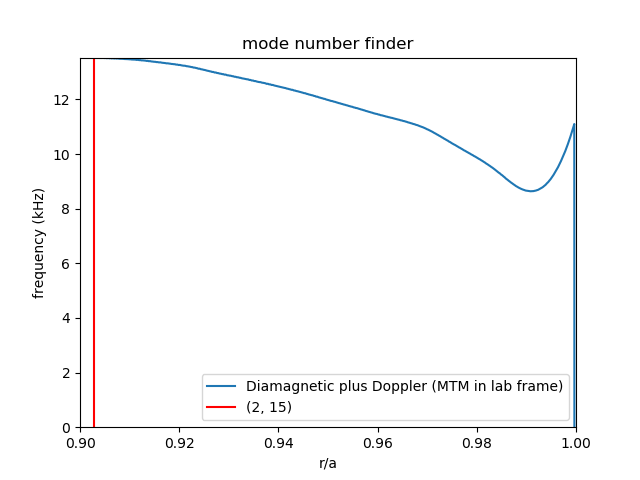 mode number finder
frequency (kHz)
12
10
8
6
4
2
0
Diamagnetic plus Doppler (MTM in lab frame)
(2, 15)
0.90 0.92 0.94 0.96 0.98 1.00
r/a